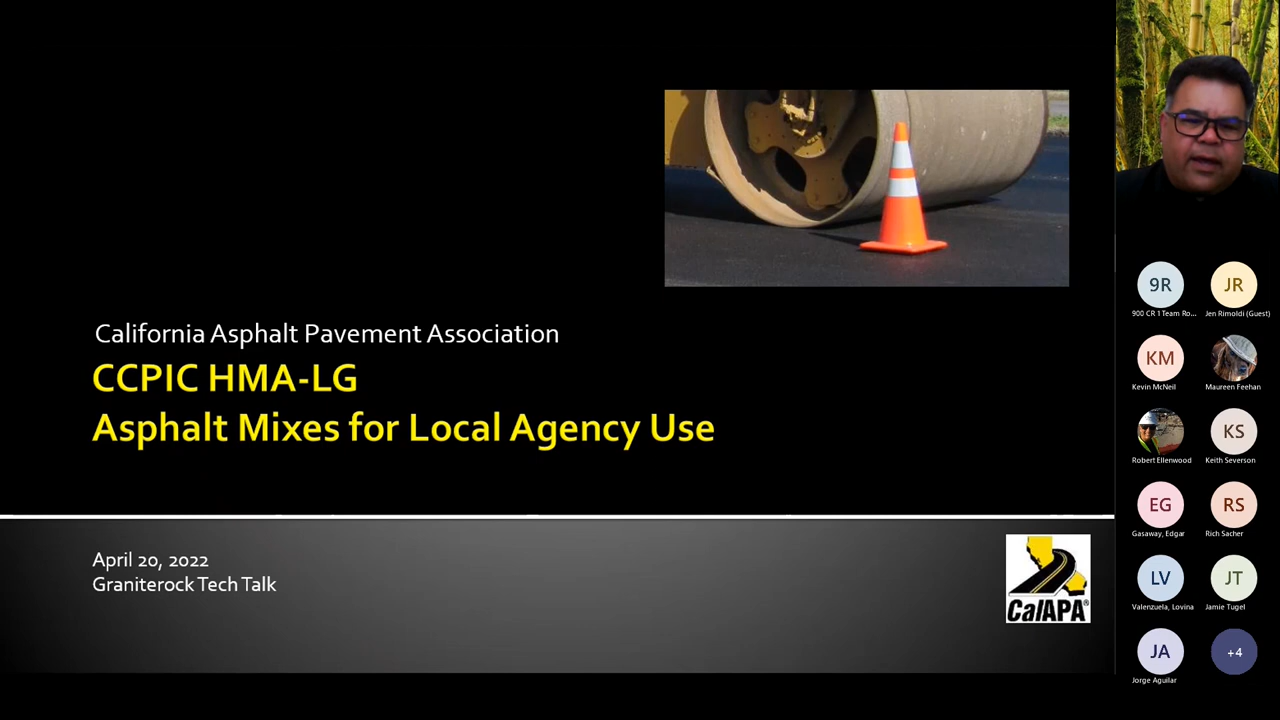 California Asphalt Pavement Association
CCPIC HMA-LG
Asphalt Mixes for Local Agency Use
April 20, 2022
Graniterock Tech Talk
CalAPA®
9R
JR
900 CR 1 Team Ro...
Jen Rimoldi (Guest)
KM
Kevin McNeil
Maureen Feehan
KS
Robert Ellenwood
Keith Severson
EG
RS
Gasaway, Edgar
Rich Sacher
LV
JT
Valenzuela, Lovina
Jamie Tugel
JA
+4
Jorge Aguilar